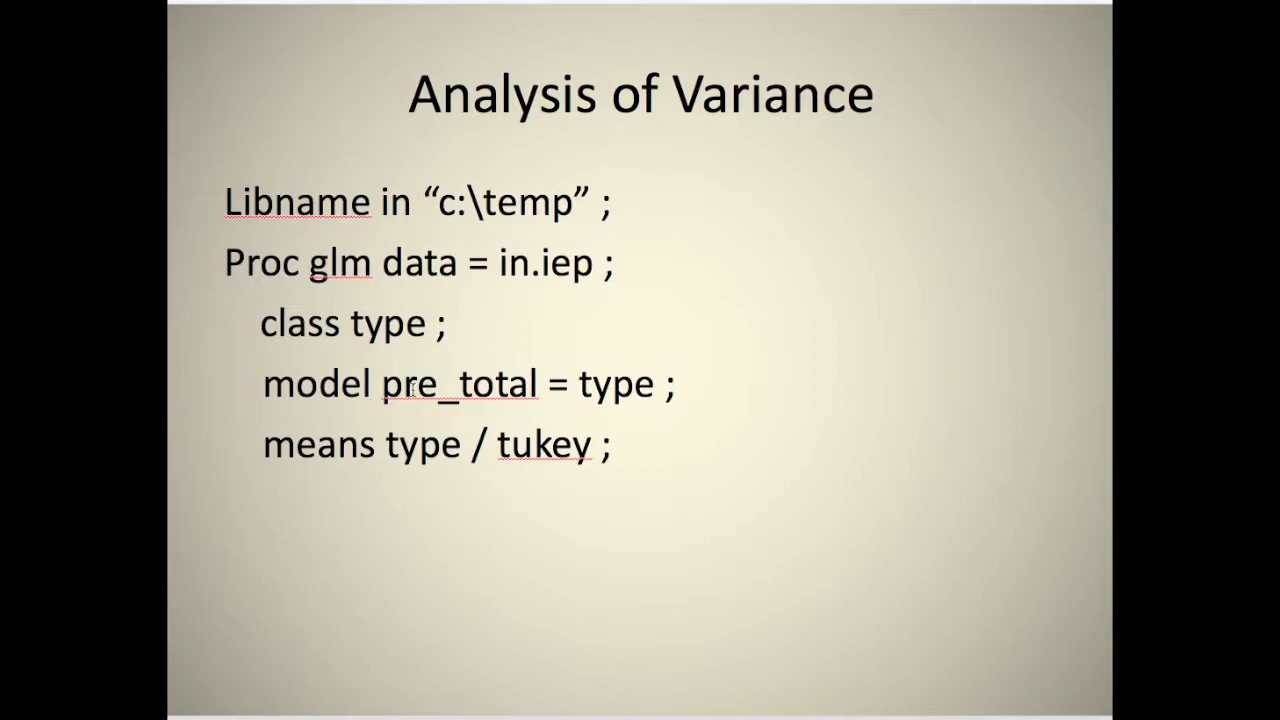 Analysis of Variance
Libname in “c:\temp” ;
Proc glm data = in.iep ;
class type ;
model pre_total = type ;
means type / tukey ;